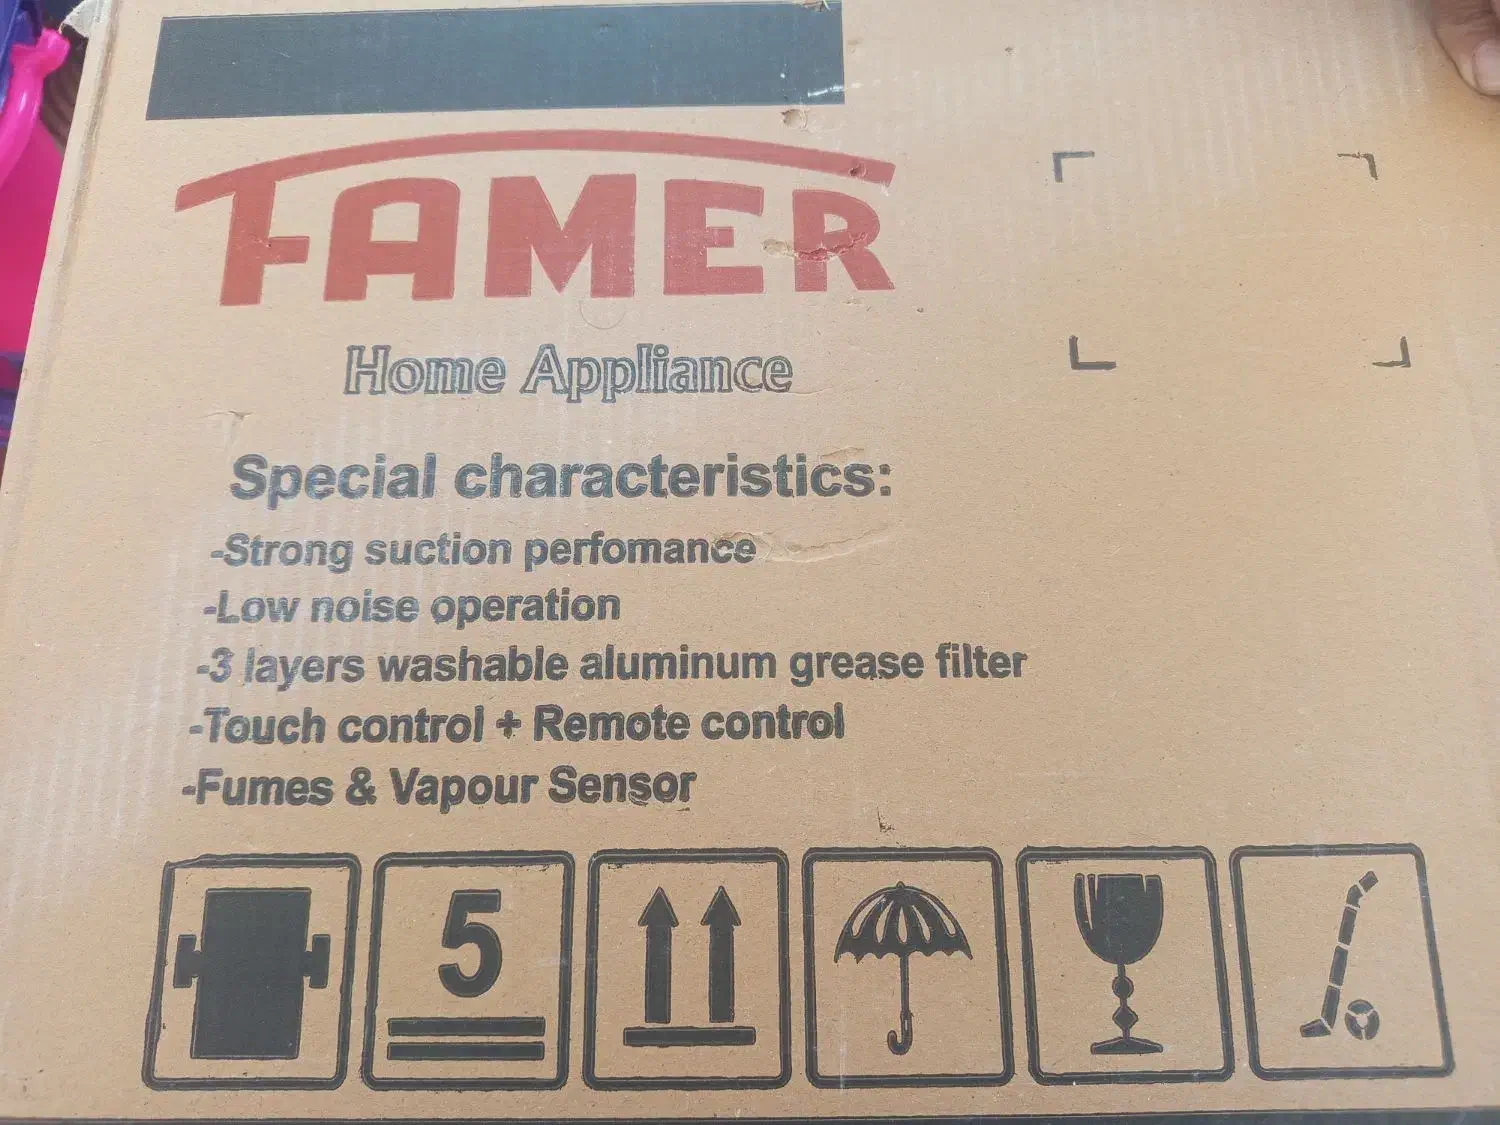 FAMER
Home Appliance
Special characteristics:
-Strong suction perfomance
-Low noise operation
-3 layers washable aluminum grease filter
-Touch control + Remote control
-Fumes & Vapour Sensor
5